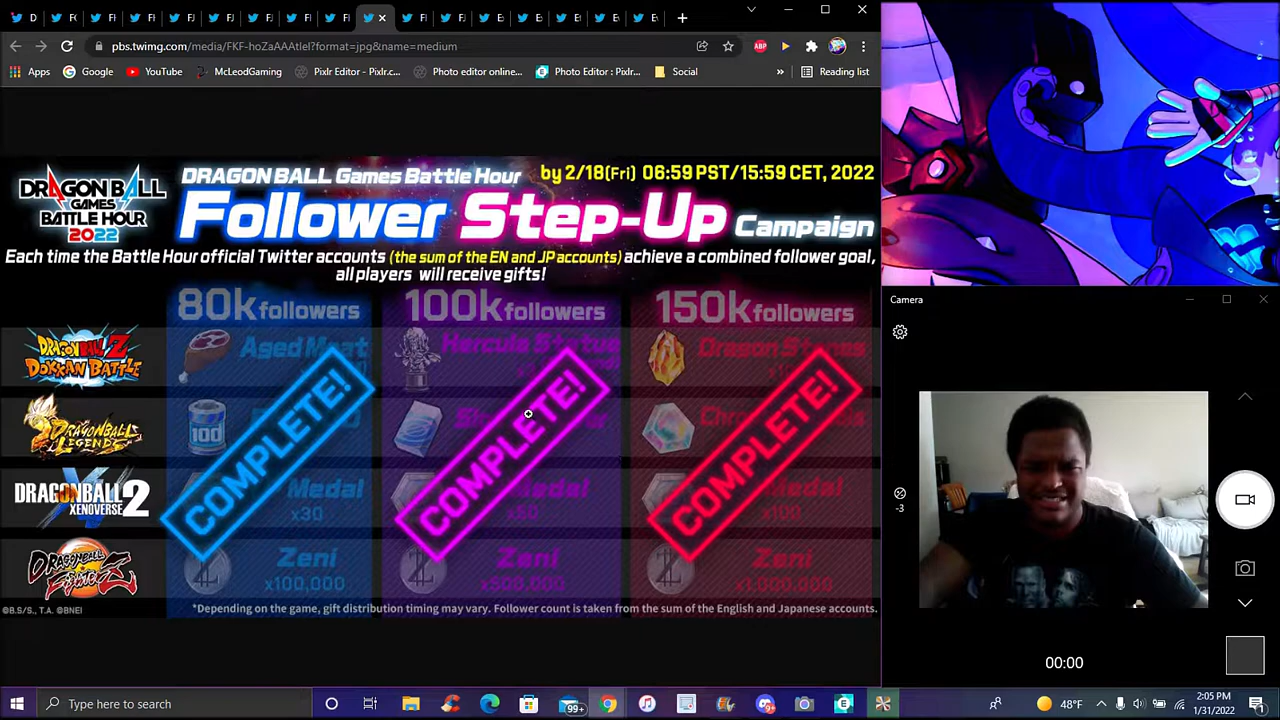 pbs.twimg.com/media/FKF-hoZaAAAtIeI?format=jpg&name=medium
Apps
Google
YouTube
McLeodGaming
Pixlr Editor - Pixlr.c...
Photo editor online...
Photo Editor : Pixlr...
Social
»
Reading list
DRAGON BALL
GAMES
BATTLE HOUR
2022
DRAGON BALL Games Battle Hour
by 2/18(Fri) 06:59 PST/15:59 CET, 2022
Follower Step-Up Campaign
Each time the Battle Hour official Twitter accounts (the sum of the EN and JP accounts) achieve a combined follower goal,
all players will receive gifts!
80k followers
100k followers
150k followers
DRAGON BALL Z
DOKKAN BATTLE
Aged Meat
Hercule Statue
Dragon Stones
DRAGON BALL
LEGENDS
100
COMPLETE!
COMPLETE!
COMPLETE!
DRAGON BALL
XENOVERSE 2
Medal
x30
Medal
Medal
x100
DRAGON BALL
FighterZ
Zeni
x100,000
Zeni
x500,000
Zeni
x1,000,000
©B.S/S., T.A. ©BNEI
*Depending on the game, gift distribution timing may vary. Follower count is taken from the sum of the English and Japanese accounts.
Camera
-3
00:00
Type here to search
99+
48°F
2:05 PM
1/31/2022